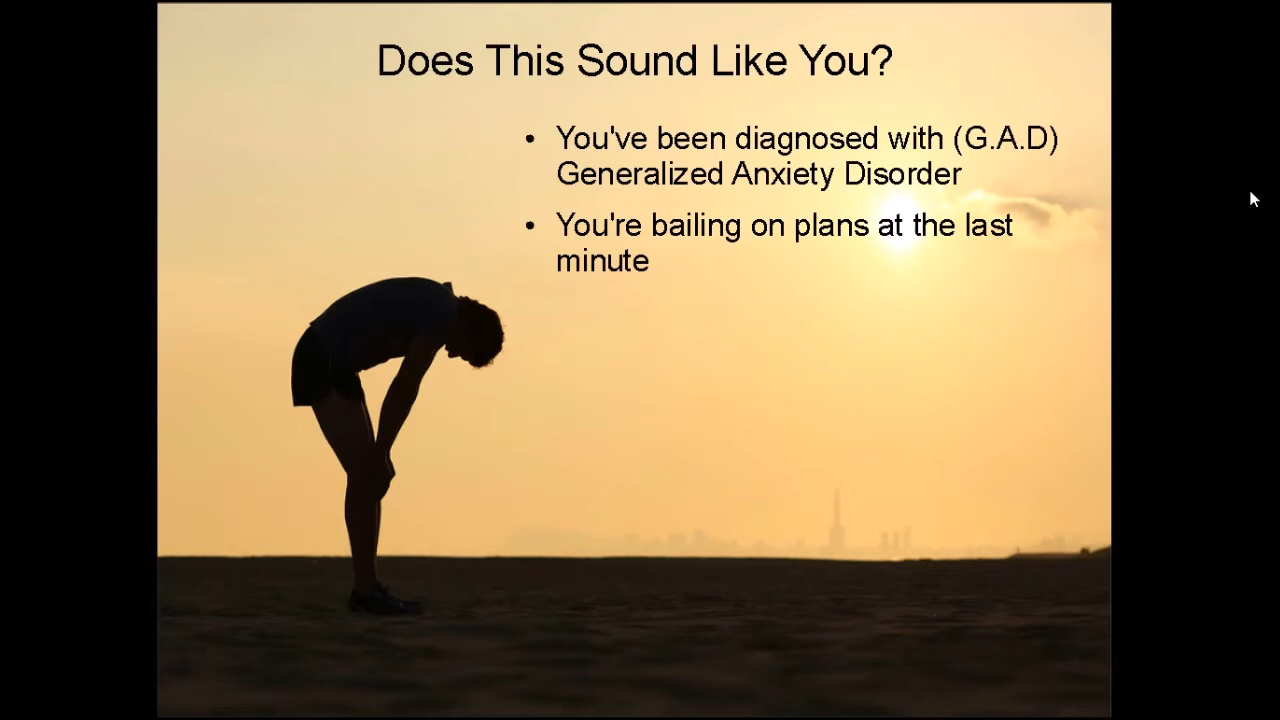 Does This Sound Like You?
• You've been diagnosed with (G.A.D)
Generalized Anxiety Disorder
• You're bailing on plans at the last
minute